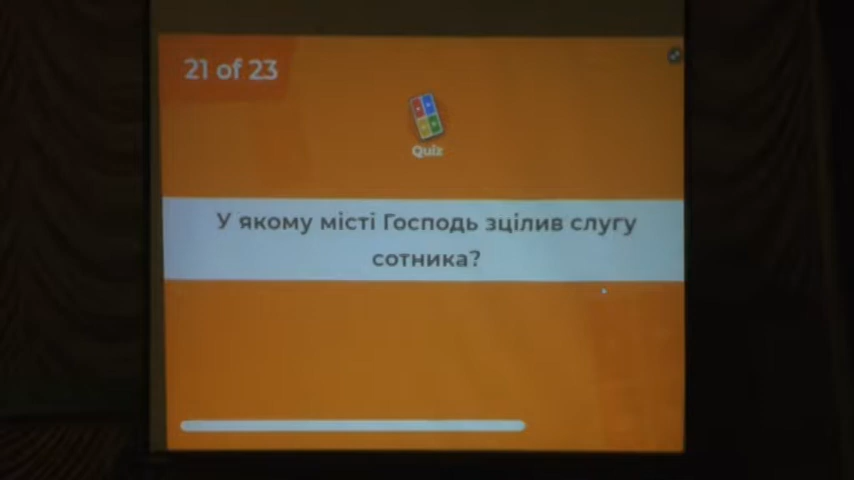 21 of 23
Quiz
У якому місті Господь зцілив слугу
сотника?